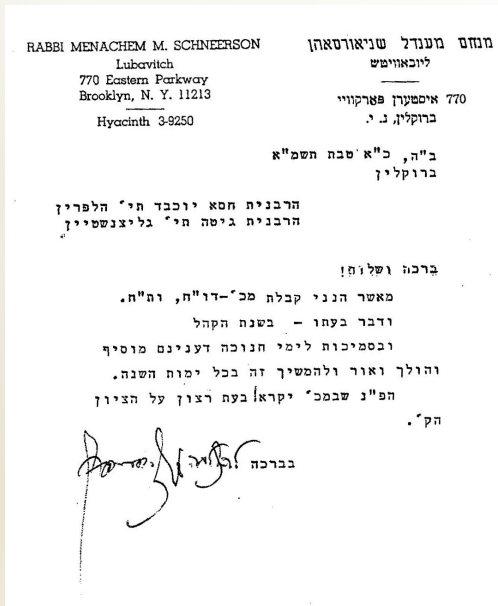 RABBI MENACHEM M. SCHNEERSON
Lubavitch
770 Eastern Parkway
Brooklyn, N. Y. 11213
Hyacinth 3-9250
מנחם מענדל שניאורסאהן
ליובאוויטש
770 איסטערן פארקוויי
ברוקלין, נ. י.
ב"ה, כ"א טבת תשמ"א
ברוקלין
הרבנית חסא יוכבד תי' הלפרין
הרבנית גיטה תי' גליצנשטיין
ברכה ושלום!
מאשר הנני קבלת מכ'-דו"ח, ות"ח.
ודבר בעתו - בשנת הקהל
ובסמיכות לימי חנוכה דענינם מוסיף
והולך ואור ולהמשיך זה בכל ימות השנה.
הפ"נ שבמכ' יקרא בעת רצון על הציון
הק'.
בברכה